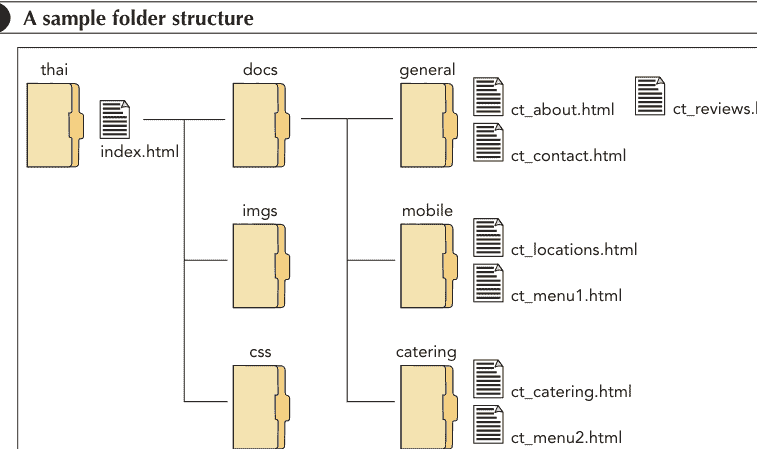 A sample folder structure
thai
docs
general
index.html
ct_about.html
ct_reviews.
ct_contact.html
imgs
mobile
ct_locations.html
ct_menu1.html
css
catering
ct_catering.html
ct_menu2.html